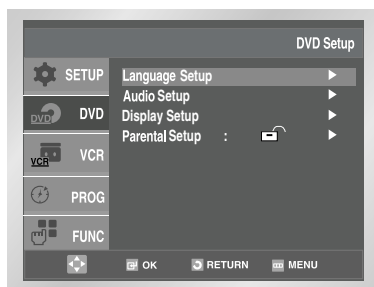 DVD Setup
SETUP
DVD
DVD
VCR
VCR
PROG
FUNC
Language Setup ►
Audio Setup ►
Display Setup ►
Parental Setup : ►
OK RETURN MENU